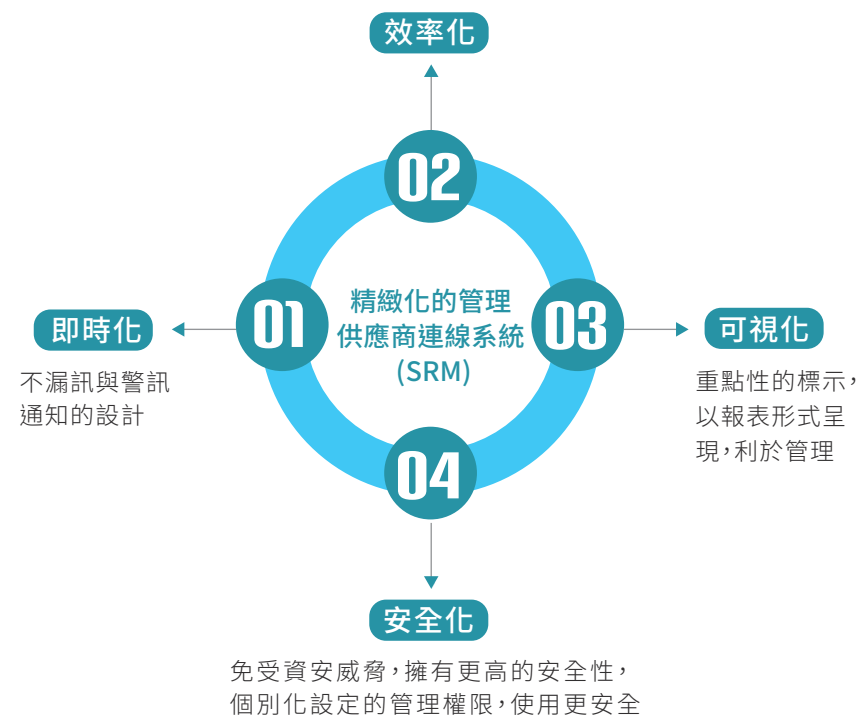 效率化
02
01
精緻化的管理
供應商連線系統
(SRM)
03
即時化
不漏訊與警訊
通知的設計
可視化
重點性的標示，
以報表形式呈
現，利於管理
04
安全化
免受資安威脅，擁有更高的安全性，
個別化設定的管理權限，使用更安全